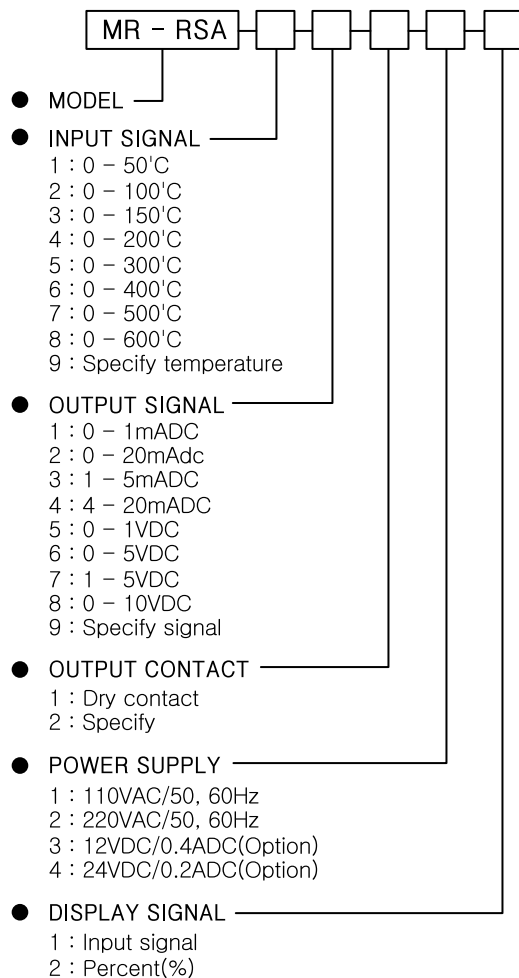 MR - RSA
● MODEL
● INPUT SIGNAL
1 : 0 - 50'C
2 : 0 - 100'C
3 : 0 - 150'C
4 : 0 - 200'C
5 : 0 - 300'C
6 : 0 - 400'C
7 : 0 - 500'C
8 : 0 - 600'C
9 : Specify temperature
● OUTPUT SIGNAL
1 : 0 - 1mADC
2 : 0 - 20mAdc
3 : 1 - 5mADC
4 : 4 - 20mADC
5 : 0 - 1VDC
6 : 0 - 5VDC
7 : 1 - 5VDC
8 : 0 - 10VDC
9 : Specify signal
● OUTPUT CONTACT
1 : Dry contact
2 : Specify
● POWER SUPPLY
1 : 110VAC/50, 60Hz
2 : 220VAC/50, 60Hz
3 : 12VDC/0.4ADC(Option)
4 : 24VDC/0.2ADC(Option)
● DISPLAY SIGNAL
1 : Input signal
2 : Percent(%)